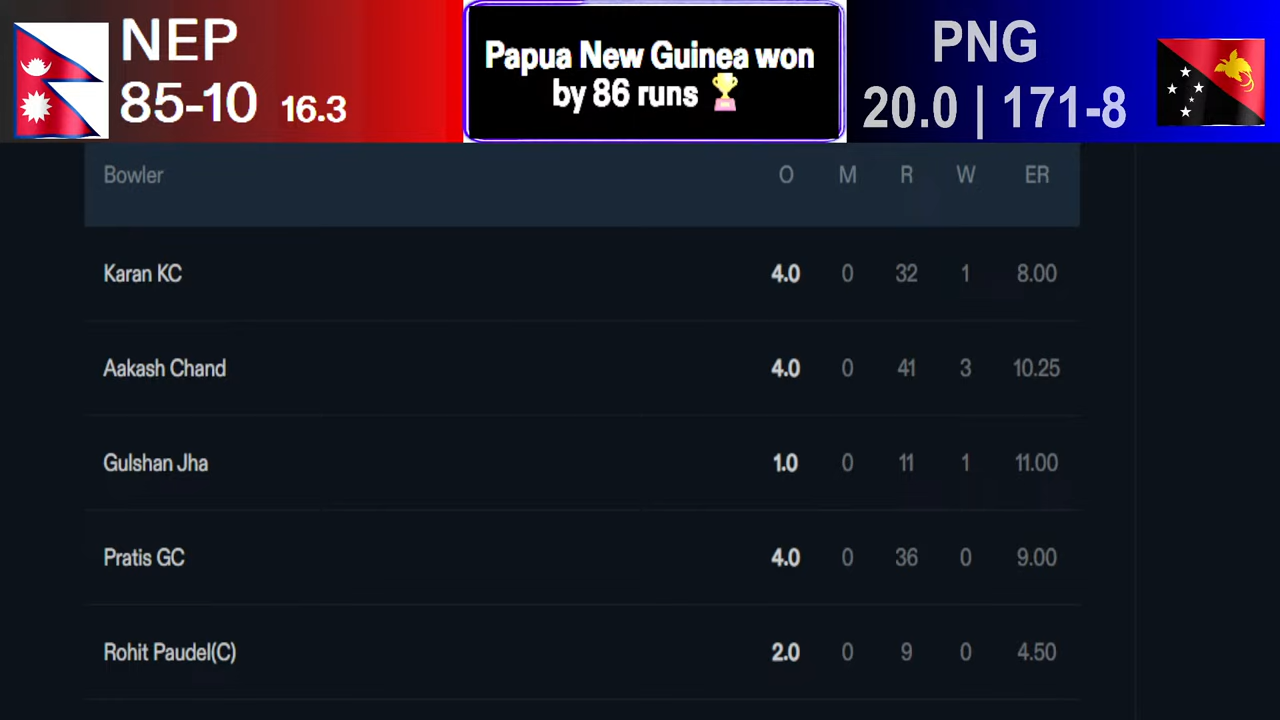 NEP
85-10 16.3
Papua New Guinea won
by 86 runs 🏆
PNG
20.0 | 171-8
Bowler O M R W ER
Karan KC 4.0 0 32 1 8.00
Aakash Chand 4.0 0 41 3 10.25
Gulshan Jha 1.0 0 11 1 11.00
Pratis GC 4.0 0 36 0 9.00
Rohit Paudel(C) 2.0 0 9 0 4.50